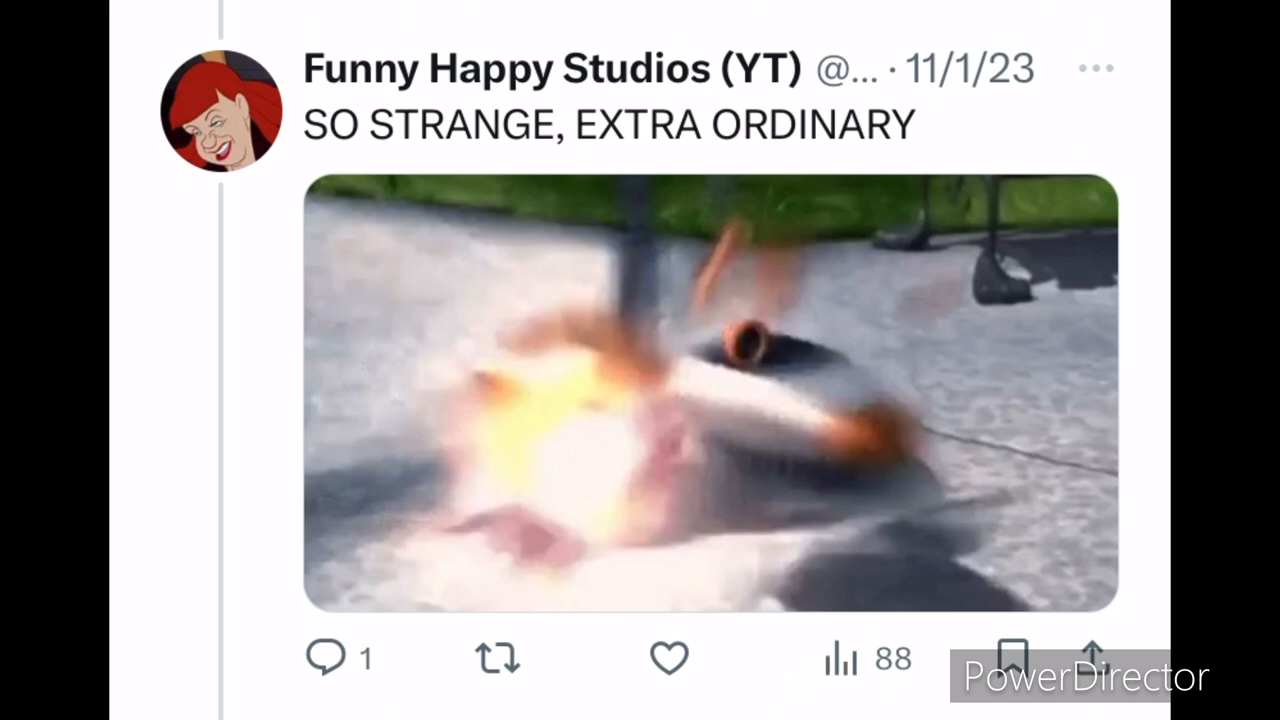 Funny Happy Studios (YT) @... · 11/1/23
SO STRANGE, EXTRA ORDINARY
1
88
PowerDirector